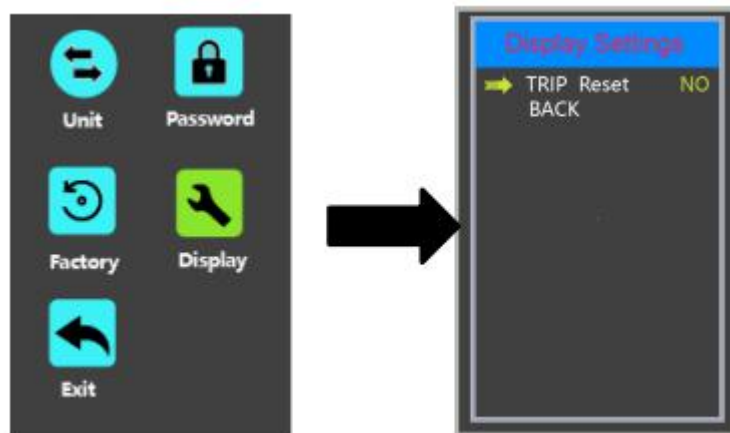 Unit Password
Factory Display
Exit
Display Settings
TRIP Reset NO
BACK